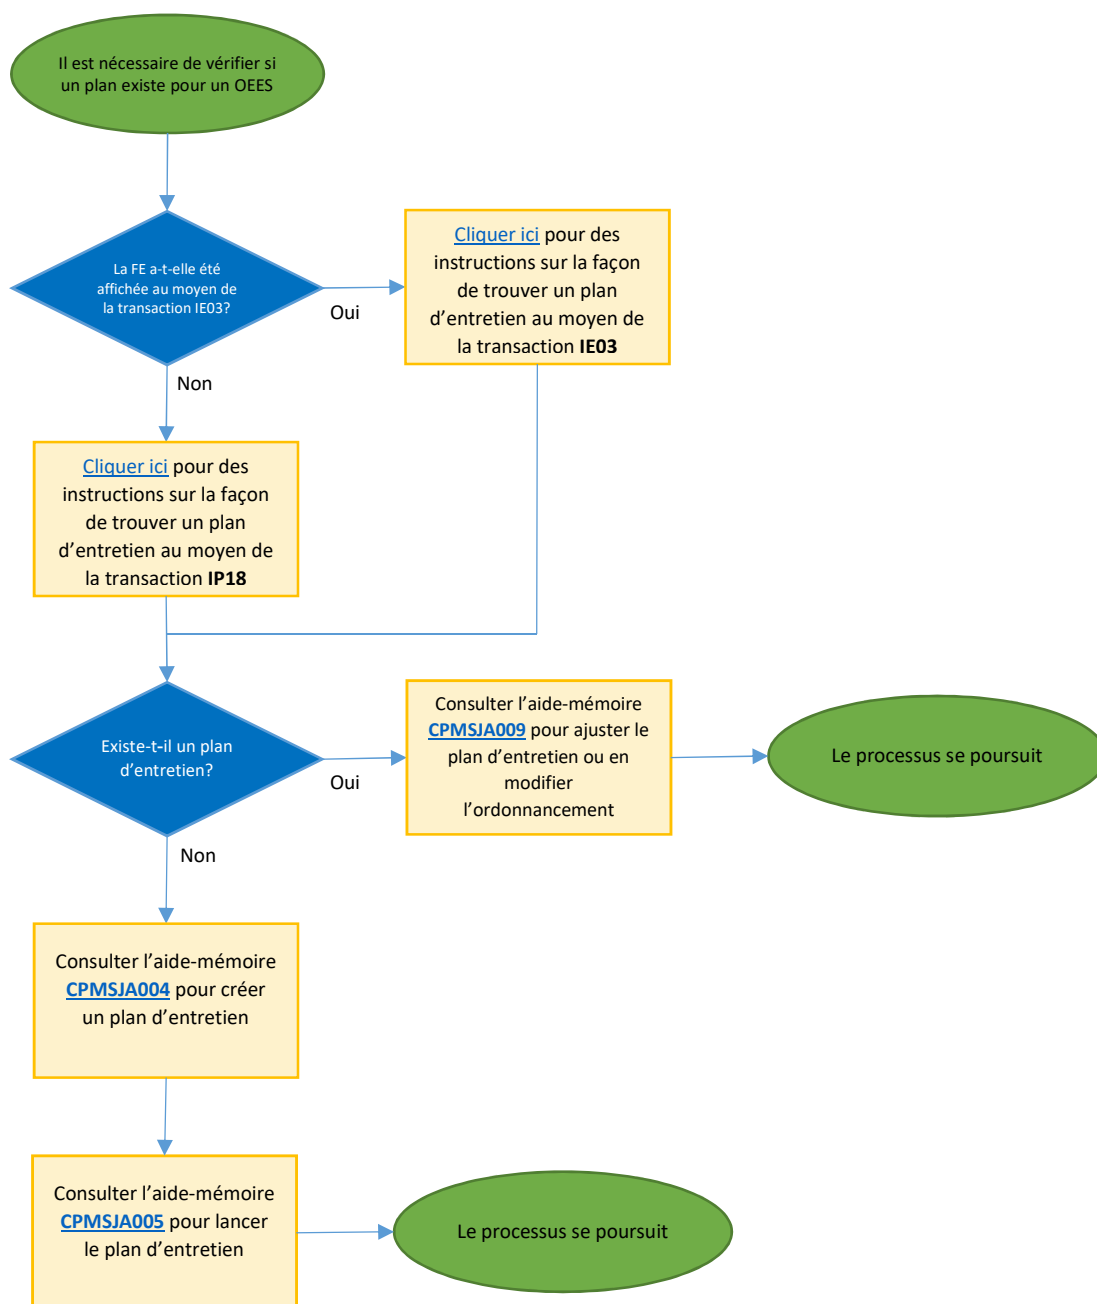 Il est nécessaire de vérifier si
un plan existe pour un OEES
La FE a-t-elle été
affichée au moyen de
la transaction IE03?
Oui
Cliquer ici pour des
instructions sur la façon
de trouver un plan
d'entretien au moyen de
la transaction IE03
Non
Cliquer ici pour des
instructions sur la façon
de trouver un plan
d'entretien au moyen de
la transaction IP18
Existe-t-il un plan
d'entretien?
Oui
Consulter l'aide-mémoire
CPMSJA009 pour ajuster le
plan d'entretien ou en
modifier
l'ordonnancement
Le processus se poursuit
Non
Consulter l'aide-mémoire
CPMSJA004 pour créer
un plan d'entretien
Consulter l'aide-mémoire
CPMSJA005 pour lancer
le plan d'entretien
Le processus se poursuit